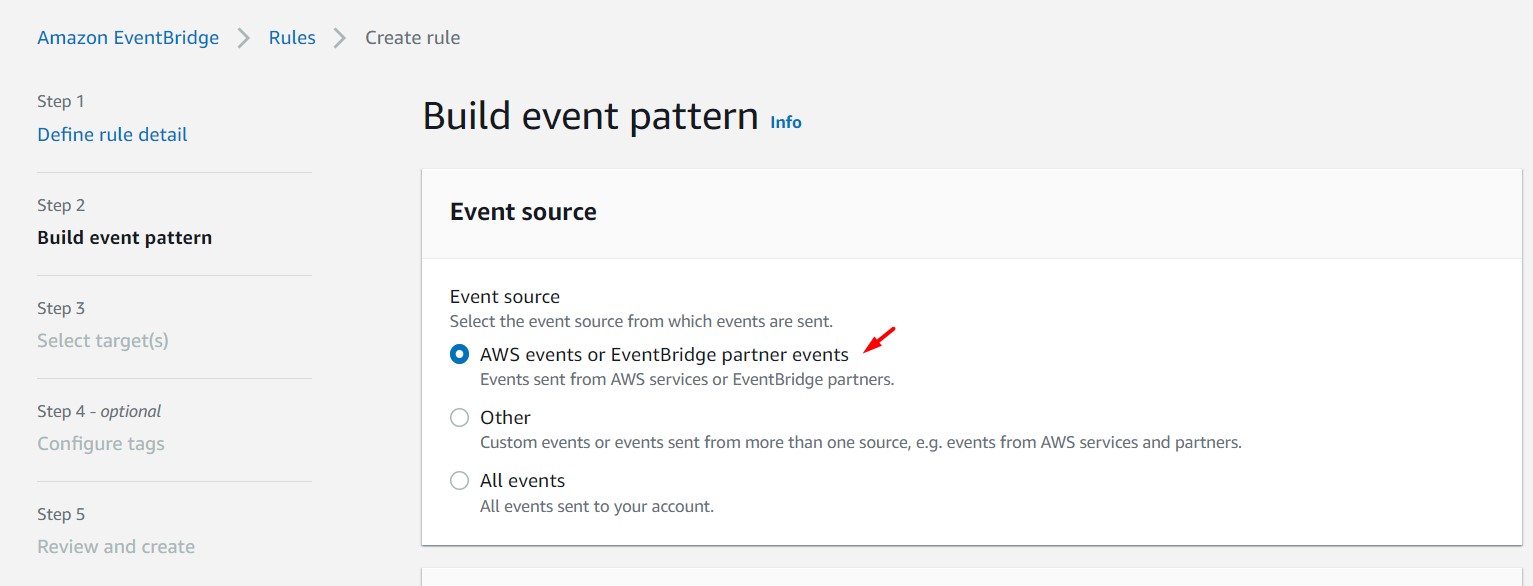 Amazon EventBridge > Rules > Create rule
Step 1
Define rule detail
Step 2
Build event pattern
Step 3
Select target(s)
Step 4 - optional
Configure tags
Step 5
Review and create
Build event pattern Info
Event source
Event source
Select the event source from which events are sent.
AWS events or EventBridge partner events
Events sent from AWS services or EventBridge partners.
Other
Custom events or events sent from more than one source, e.g. events from AWS services and partners.
All events
All events sent to your account.